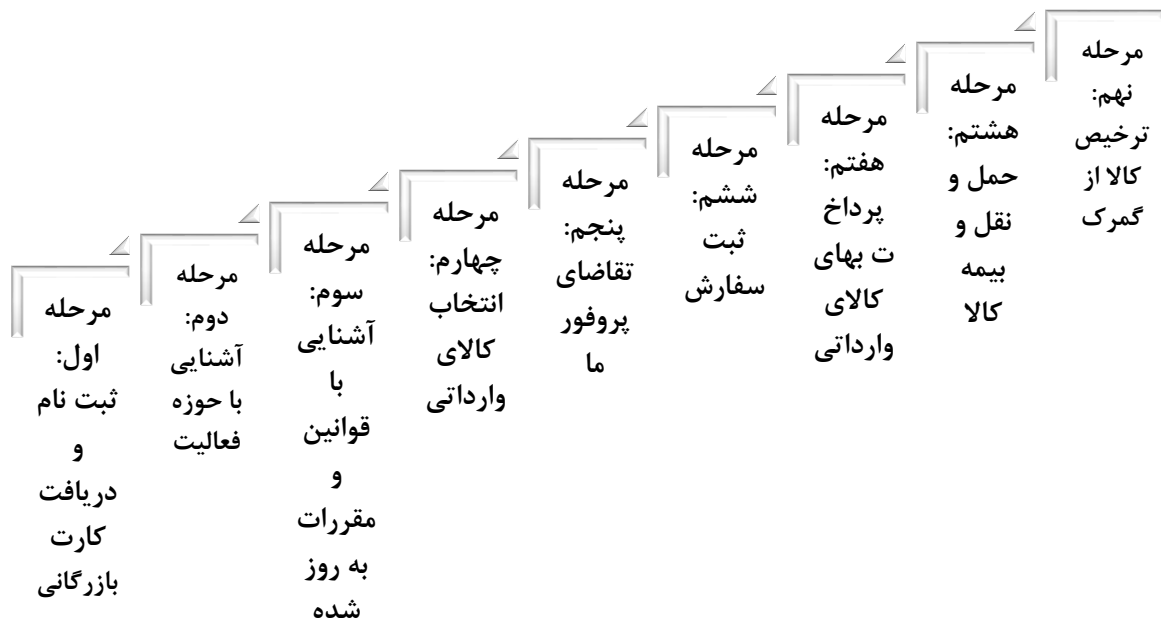 مرحله
اول:
ثبت نام
و
دریافت
کارت
بازرگانی
مرحله
دوم:
آشنایی
با حوزه
فعالیت
مرحله
سوم:
آشنایی
با
قوانین
و
مقررات
به روز
شده
مرحله
چهارم:
انتخاب
کالای
وارداتی
مرحله
پنجم:
تقاضای
پروفور
ما
مرحله
ششم:
ثبت
سفارش
مرحله
هفتم:
پرداخ
ت بهای
کالای
وارداتی
مرحله
هشتم:
حمل و
نقل و
بیمه
کالا
مرحله
نهم:
ترخیص
کالا از
گمرک